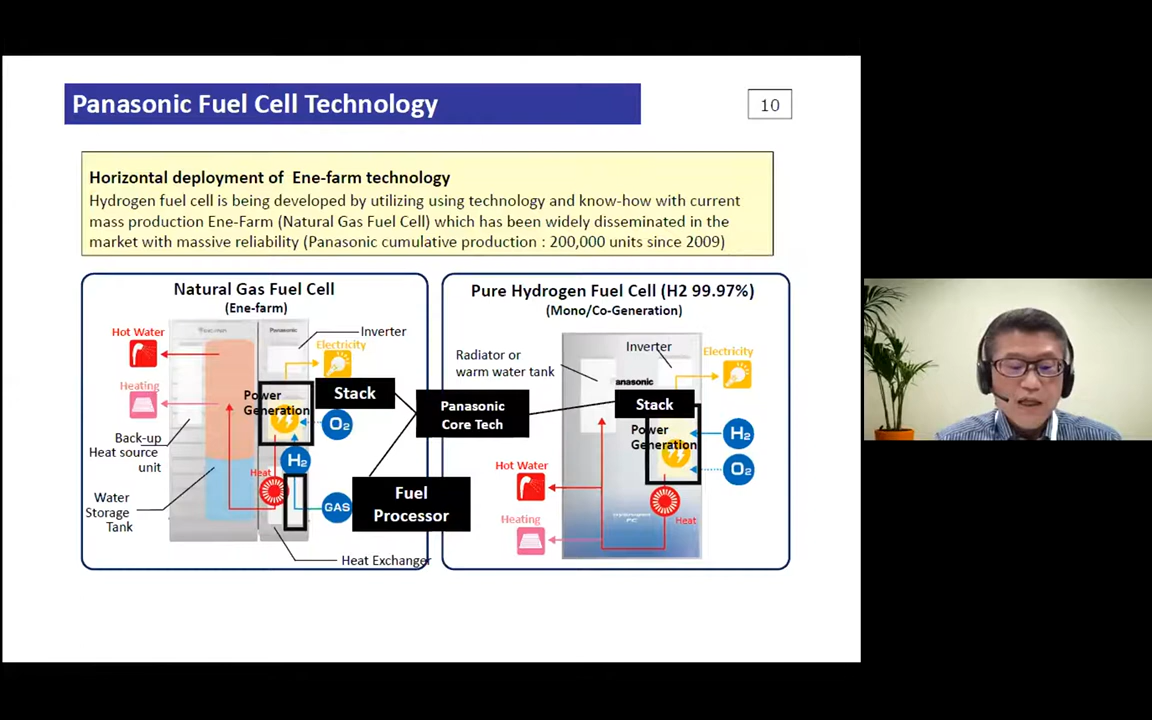 Panasonic Fuel Cell Technology
10
Horizontal deployment of Ene-farm technology
Hydrogen fuel cell is being developed by utilizing using technology and know-how with current
mass production Ene-Farm (Natural Gas Fuel Cell) which has been widely disseminated in the
market with massive reliability (Panasonic cumulative production : 200,000 units since 2009)
Natural Gas Fuel Cell
(Ene-farm)
Hot Water
Panasonic
Inverter
Electricity
Heating
Stack
Power
Generation
O2
Back-up
Heat source
unit
H2
Heat
Water
Storage
Tank
GAS
Fuel
Processor
Heat Exchanger
Panasonic
Core Tech
Pure Hydrogen Fuel Cell (H2 99.97%)
(Mono/Co-Generation)
Radiator or
warm water tank
Inverter
Electricity
anasonic
Stack
Power
Generation
H2
O2
Hot Water
Heating
Heat